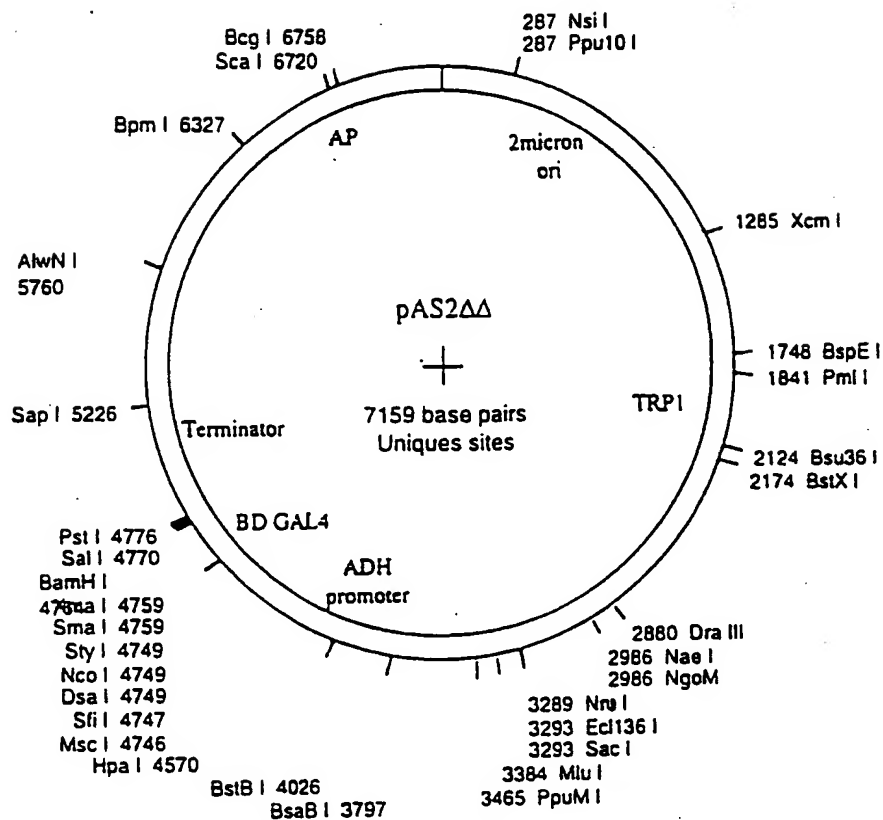 287 Nsi I
287 Ppu10 I
Bcg I 6758
Sca I 6720
Bpm I 6327
AP
2micron
ori
1285 Xcm I
AlwN I
5760
pAS2ΔΔ
1748 BspE I
1841 Pml I
7159 base pairs
Uniques sites
TRP1
Sap I 5226
Terminator
2124 Bsu36 I
2174 BstX I
BD GAL4
ADH
promoter
Pst I 4776
Sal I 4770
BamH I
Xma I 4759
Sma I 4759
Sty I 4749
Nco I 4749
Dsa I 4749
Sfi I 4747
Msc I 4746
Hpa I 4570
BstB I 4026
BsaB I 3797
2880 Dra III
2986 Nae I
2986 NgoM
3289
3293 Ecl136 I
3293 Sac I
3384 Mlu I
3465 PpuM I